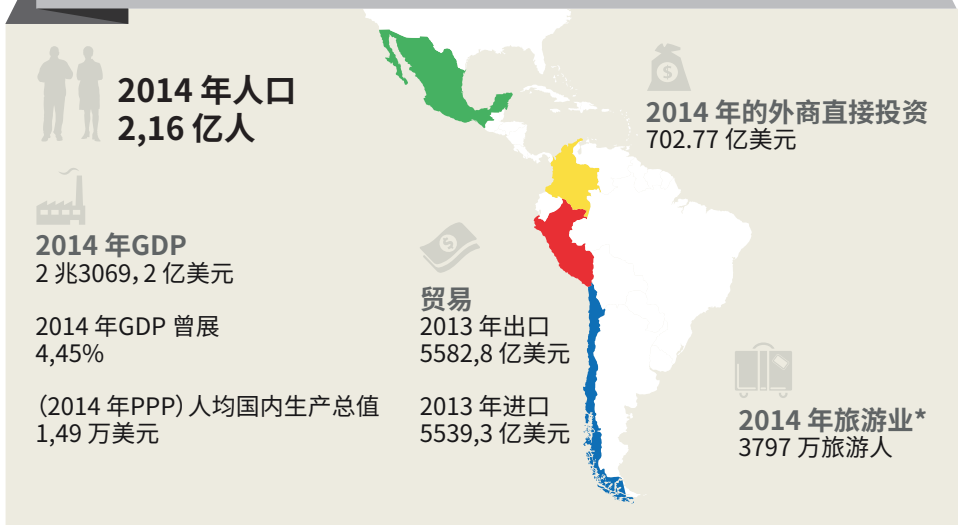 2014 年人口
2,16 亿人
2014 年的外商直接投资
702.77 亿美元
2014 年GDP
2 兆3069, 2 亿美元
2014 年GDP 曾展
4,45%
（2014 年PPP）人均国内生产总值
1,49 万美元
贸易
2013 年出口
5582,8 亿美元
2013 年进口
5539,3 亿美元
2014 年旅游业*
3797 万旅游人